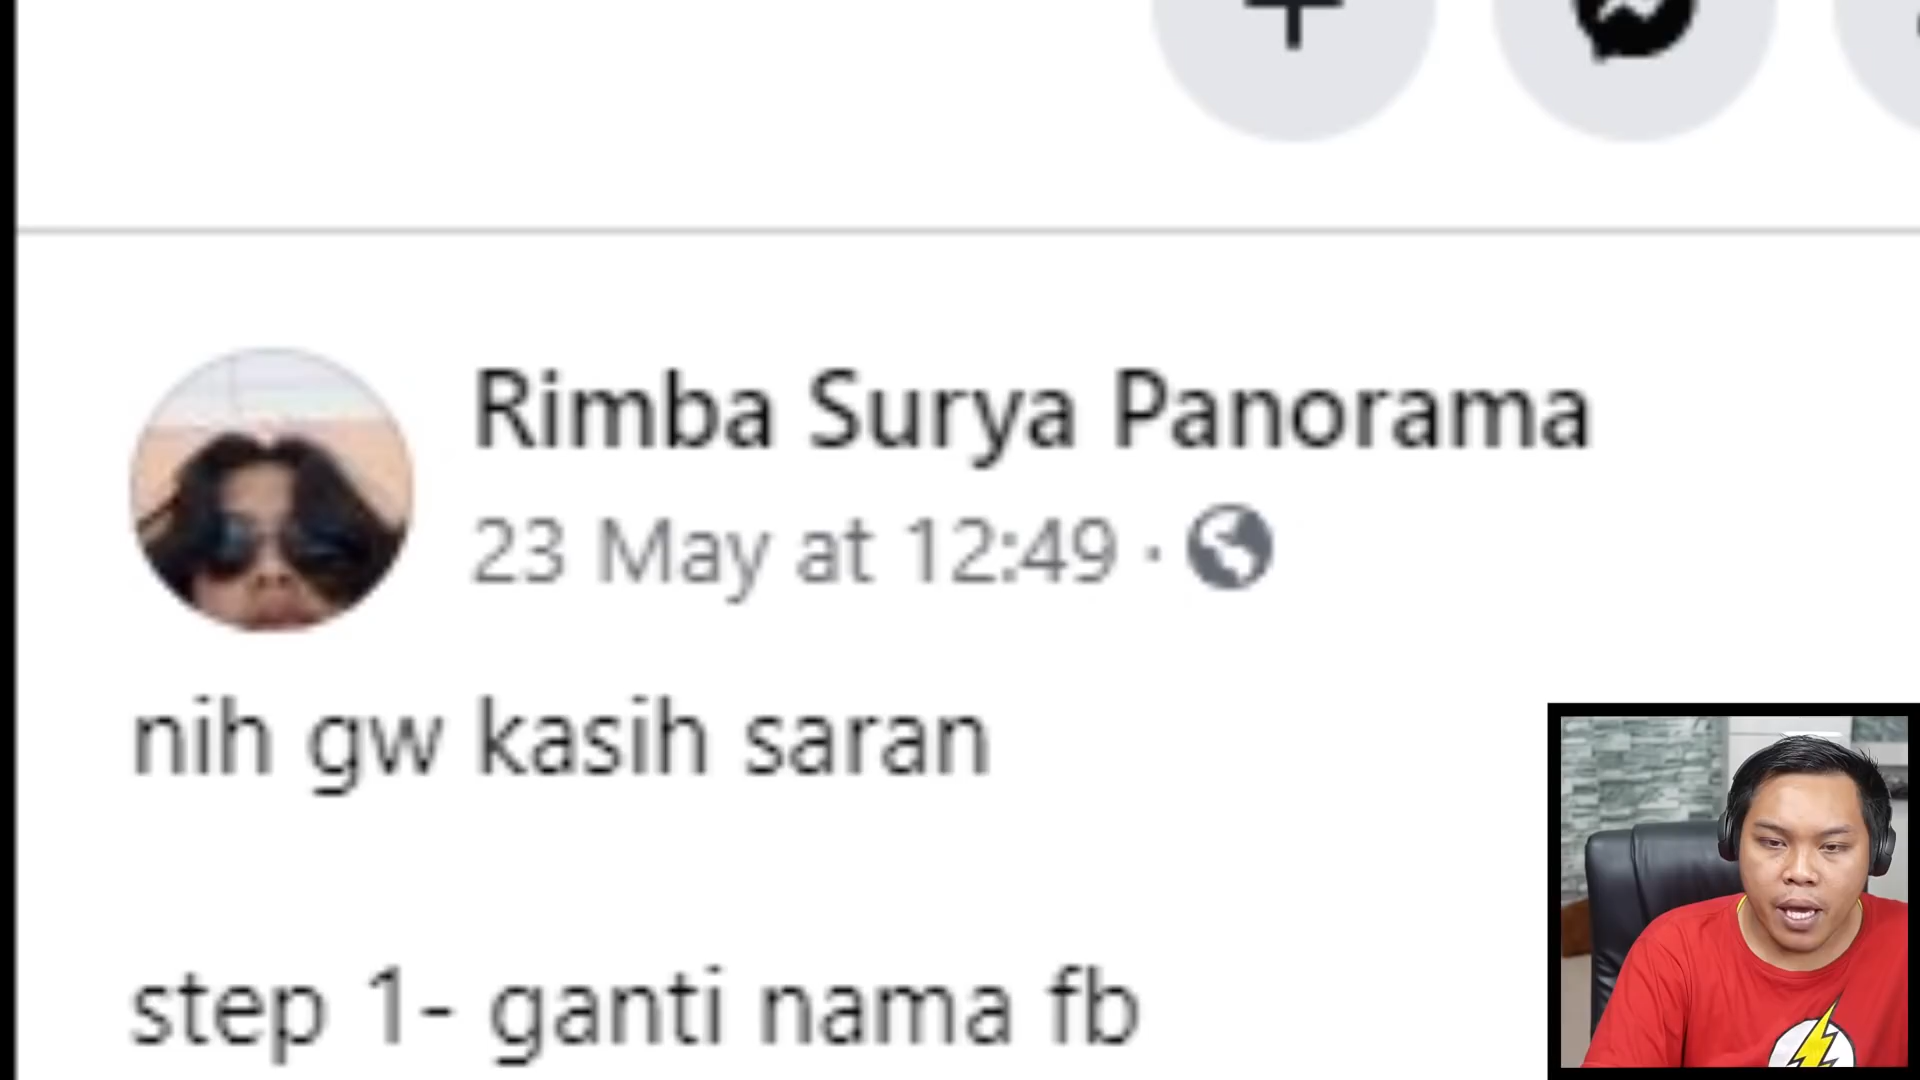 Rimba Surya Panorama
23 May at 12:49 ·
nih gw kasih saran
step 1- ganti nama fb